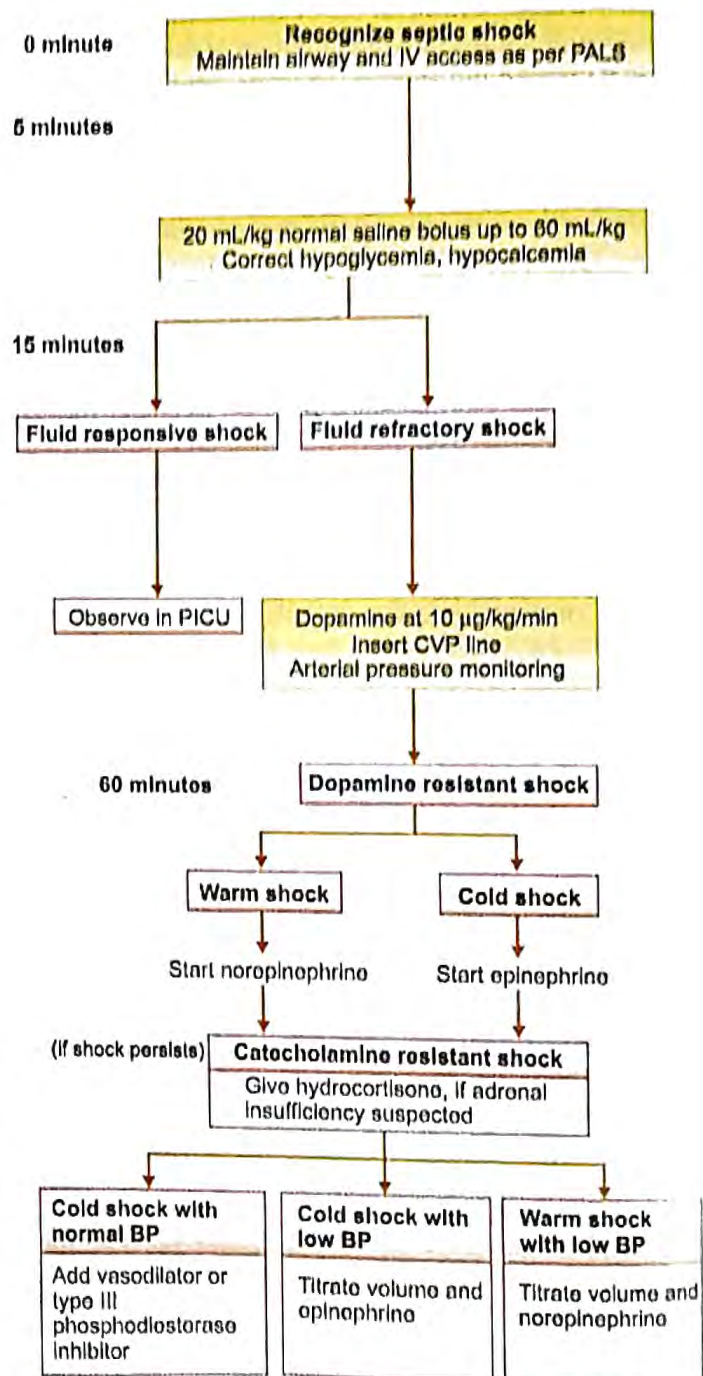 0 minute
Recognize septic shock
Maintain airway and IV access as per PALS
5 minutes
20 mL/kg normal saline bolus up to 60 mL/kg
Correct hypoglycemia, hypocalcemia
15 minutes
Fluid responsive shock
Fluid refractory shock
Observe in PICU
Dopamine at 10 µg/kg/min
Insert CVP line
Arterial pressure monitoring
60 minutes
Dopamine resistant shock
Warm shock
Cold shock
Start norepinephrine
Start epinephrine
(If shock persists)
Catecholamine resistant shock
Give hydrocortisone, if adrenal
insufficiency suspected
Cold shock with
normal BP
Add vasodilator or
type III
phosphodiesterase
inhibitor
Cold shock with
low BP
Titrate volume and
epinephrine
Warm shock
with low BP
Titrate volume and
norepinephrine